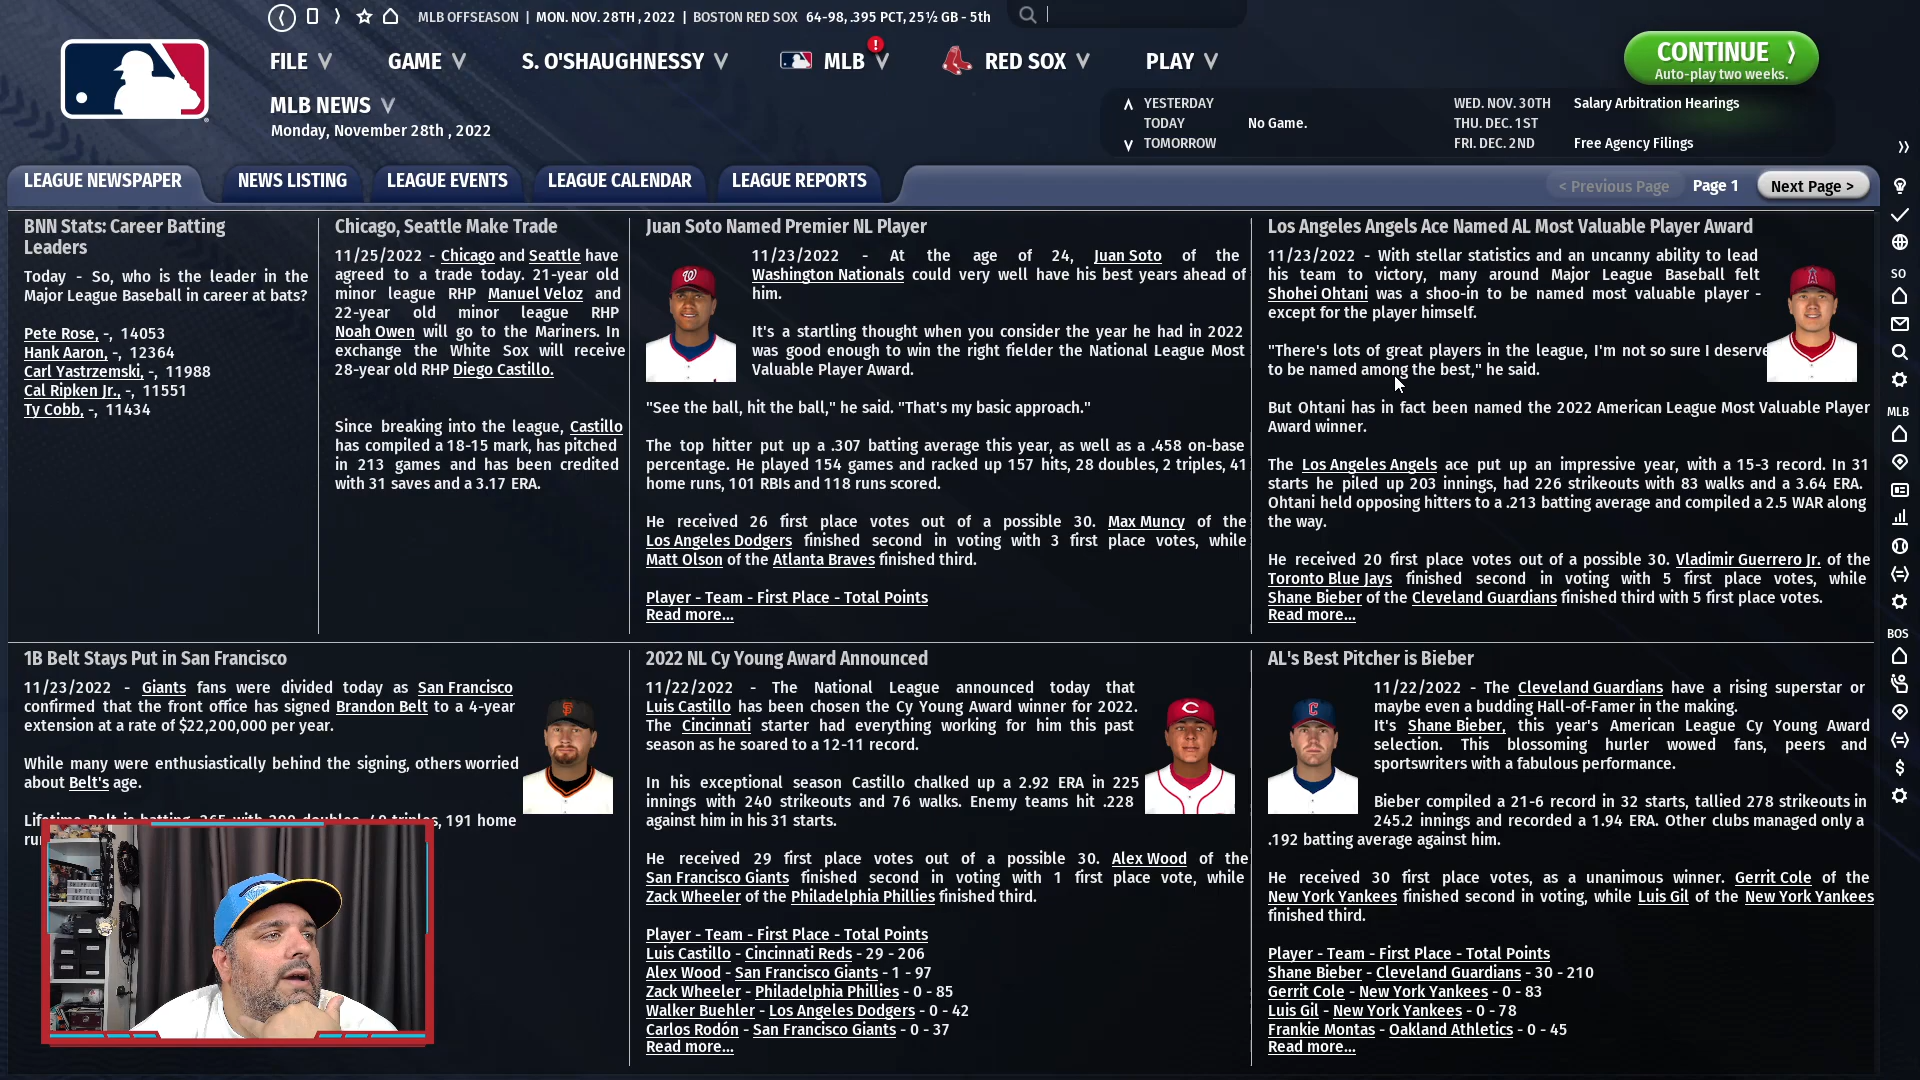 MLB OFFSEASON | MON. NOV. 28TH , 2022 | BOSTON RED SOX 64-98, .395 PCT, 25½ GB - 5th
FILE
GAME
S. O'SHAUGHNESSY
MLB
!
RED SOX
PLAY
CONTINUE
Auto-play two weeks.
MLB NEWS
Monday, November 28th , 2022
YESTERDAY
TODAY No Game.
TOMORROW
WED. NOV. 30TH Salary Arbitration Hearings
THU. DEC. 1ST
FRI. DEC. 2ND Free Agency Filings
LEAGUE NEWSPAPER
NEWS LISTING
LEAGUE EVENTS
LEAGUE CALENDAR
LEAGUE REPORTS
< Previous Page
Page 1
Next Page >
BNN Stats: Career Batting
Leaders
Today - So, who is the leader in the
Major League Baseball in career at bats?
Pete Rose, -, 14053
Hank Aaron, -, 12364
Carl Yastrzemski, -, 11988
Cal Ripken Jr., -, 11551
Ty Cobb, -, 11434
Chicago, Seattle Make Trade
11/25/2022 - Chicago and Seattle have
agreed to a trade today. 21-year old
minor league RHP Manuel Veloz and
22-year old minor league RHP
Noah Owen will go to the Mariners. In
exchange the White Sox will receive
28-year old RHP Diego Castillo.
Since breaking into the league, Castillo
has compiled a 18-15 mark, has pitched
in 213 games and has been credited
with 31 saves and a 3.17 ERA.
Juan Soto Named Premier NL Player
11/23/2022 - At the age of 24, Juan Soto of the
Washington Nationals could very well have his best years ahead of
him.
It's a startling thought when you consider the year he had in 2022
was good enough to win the right fielder the National League Most
Valuable Player Award.
"See the ball, hit the ball," he said. "That's my basic approach."
The top hitter put up a .307 batting average this year, as well as a .458 on-base
percentage. He played 154 games and racked up 157 hits, 28 doubles, 2 triples, 41
home runs, 101 RBIs and 118 runs scored.
He received 26 first place votes out of a possible 30. Max Muncy of the
Los Angeles Dodgers finished second in voting with 3 first place votes, while
Matt Olson of the Atlanta Braves finished third.
Player - Team - First Place - Total Points
Read more...
Los Angeles Angels Ace Named AL Most Valuable Player Award
11/23/2022 - With stellar statistics and an uncanny ability to lead
his team to victory, many around Major League Baseball felt
Shohei Ohtani was a shoo-in to be named most valuable player -
except for the player himself.
"There's lots of great players in the league, I'm not so sure I deserve
to be named among the best," he said.
But Ohtani has in fact been named the 2022 American League Most Valuable Player
Award winner.
The Los Angeles Angels ace put up an impressive year, with a 15-3 record. In 31
starts he piled up 203 innings, had 226 strikeouts with 83 walks and a 3.64 ERA.
Ohtani held opposing hitters to a .213 batting average and compiled a 2.5 WAR along
the way.
He received 20 first place votes out of a possible 30. Vladimir Guerrero Jr. of the
Toronto Blue Jays finished second in voting with 5 first place votes, while
Shane Bieber of the Cleveland Guardians finished third with 5 first place votes.
Read more...
1B Belt Stays Put in San Francisco
11/23/2022 - Giants fans were divided today as San Francisco
confirmed that the front office has signed Brandon Belt to a 4-year
extension at a rate of $22,200,000 per year.
While many were enthusiastically behind the signing, others worried
about Belt's age.
Lifetime Belt is batting .265 with 299 doubles, 48 triples, 191 home
2022 NL Cy Young Award Announced
11/22/2022 - The National League announced today that
Luis Castillo has been chosen the Cy Young Award winner for 2022.
The Cincinnati starter had everything working for him this past
season as he soared to a 12-11 record.
In his exceptional season Castillo chalked up a 2.92 ERA in 225
innings with 240 strikeouts and 76 walks. Enemy teams hit .228
against him in his 31 starts.
He received 29 first place votes out of a possible 30. Alex Wood of the
San Francisco Giants finished second in voting with 1 first place vote, while
Zack Wheeler of the Philadelphia Phillies finished third.
Player - Team - First Place - Total Points
Luis Castillo - Cincinnati Reds - 29 - 206
Alex Wood - San Francisco Giants - 1 - 97
Zack Wheeler - Philadelphia Phillies - 0 - 85
Walker Buehler - Los Angeles Dodgers - 0 - 42
Carlos Rodón - San Francisco Giants - 0 - 37
Read more...
AL's Best Pitcher is Bieber
11/22/2022 - The Cleveland Guardians have a rising superstar or
maybe even a budding Hall-of-Famer in the making.
It's Shane Bieber, this year's American League Cy Young Award
selection. This blossoming hurler wowed fans, peers and
sportswriters with a fabulous performance.
Bieber compiled a 21-6 record in 32 starts, tallied 278 strikeouts in
245.2 innings and recorded a 1.94 ERA. Other clubs managed only a
.192 batting average against him.
He received 30 first place votes, as a unanimous winner. Gerrit Cole of the
New York Yankees finished second in voting, while Luis Gil of the New York Yankees
finished third.
Player - Team - First Place - Total Points
Shane Bieber - Cleveland Guardians - 30 - 210
Gerrit Cole - New York Yankees - 0 - 83
Luis Gil - New York Yankees - 0 - 78
Frankie Montas - Oakland Athletics - 0 - 45
Read more...
SO
MLB
BOS
$